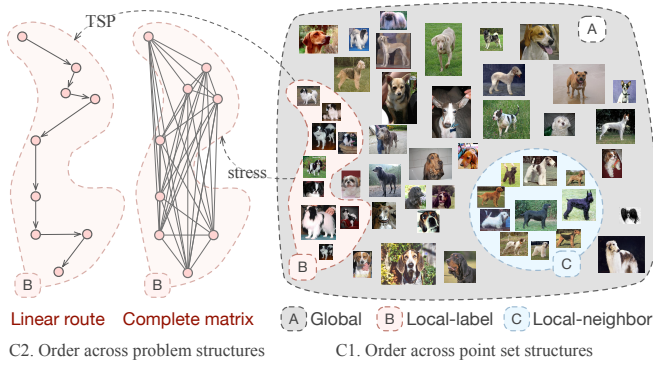 TSP
A
stress
B
B
B
C
Linear route
Complete matrix
A Global
B Local-label
C Local-neighbor
C2. Order across problem structures
C1. Order across point set structures